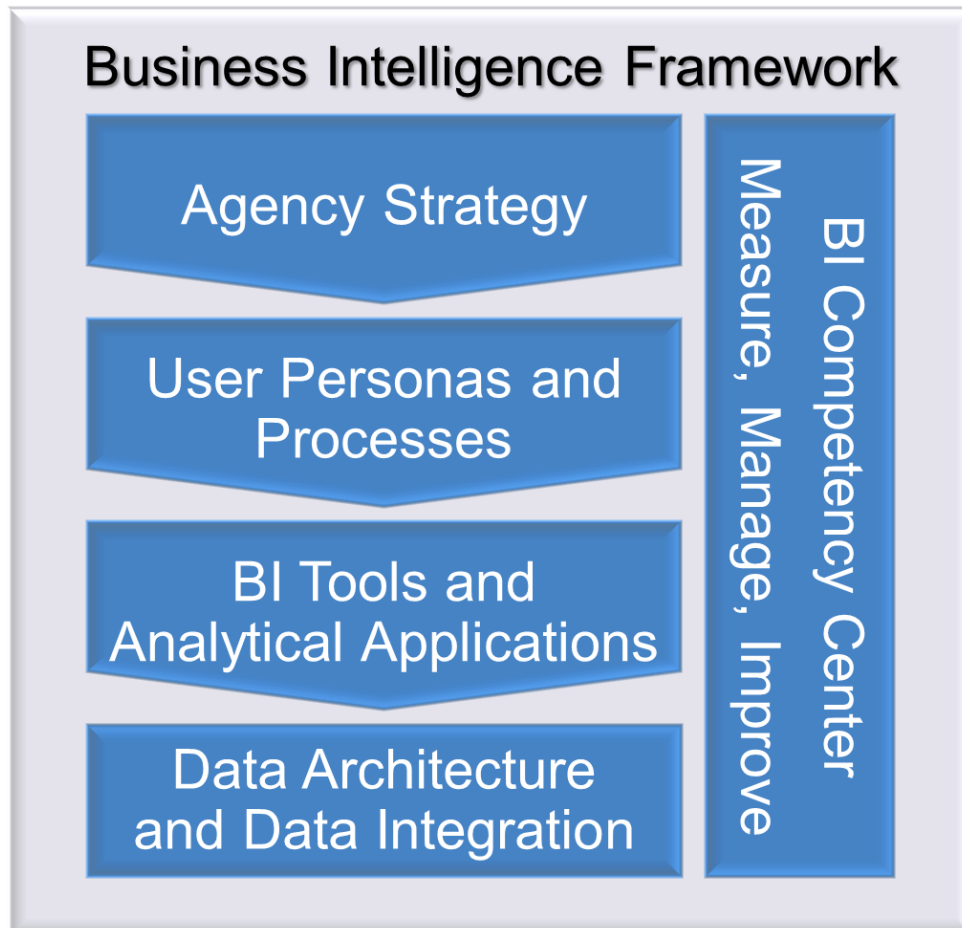 Business Intelligence Framework
Agency Strategy
User Personas and
Processes
BI Tools and
Analytical Applications
Data Architecture
and Data Integration
BI Competency Center
Measure, Manage, Improve